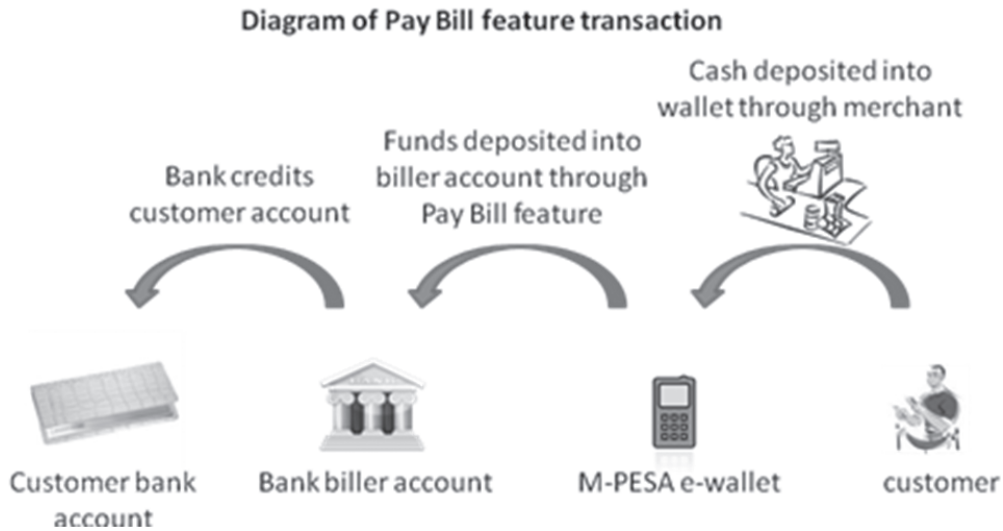 Diagram of Pay Bill feature transaction
Cash deposited into
wallet through merchant
Funds deposited into
biller account through
Pay Bill feature
Bank credits
customer account
Customer bank
account
Bank biller account
M-PESA e-wallet
customer